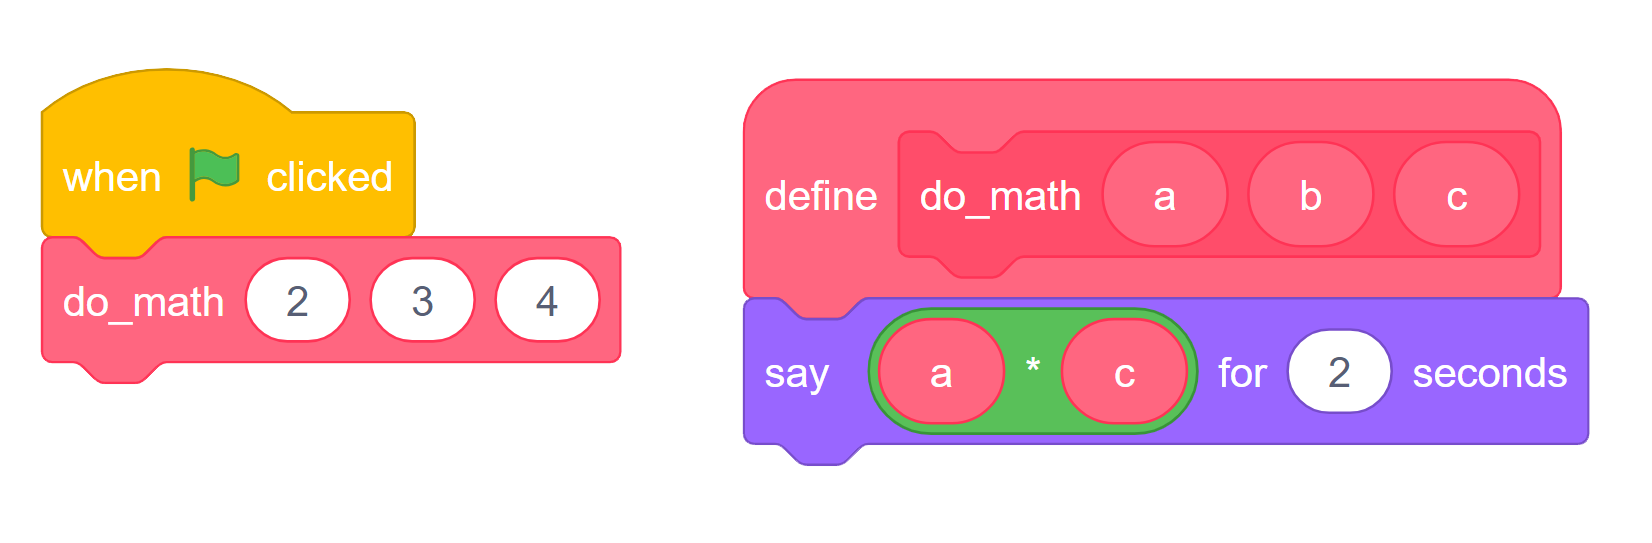 when clicked
do_math 2 3 4
define do_math a b c
say a * c for 2 seconds